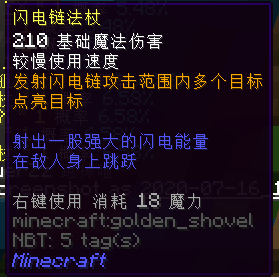 闪电链法杖
210 基础魔法伤害
较慢使用速度
发射闪电链攻击范围内多个目标
点亮目标
射出一股强大的闪电能量
在敌人身上跳跃
右键使用 消耗 18 魔力
minecraft:golden_shovel
NBT: 5 tag(s)
Minecraft